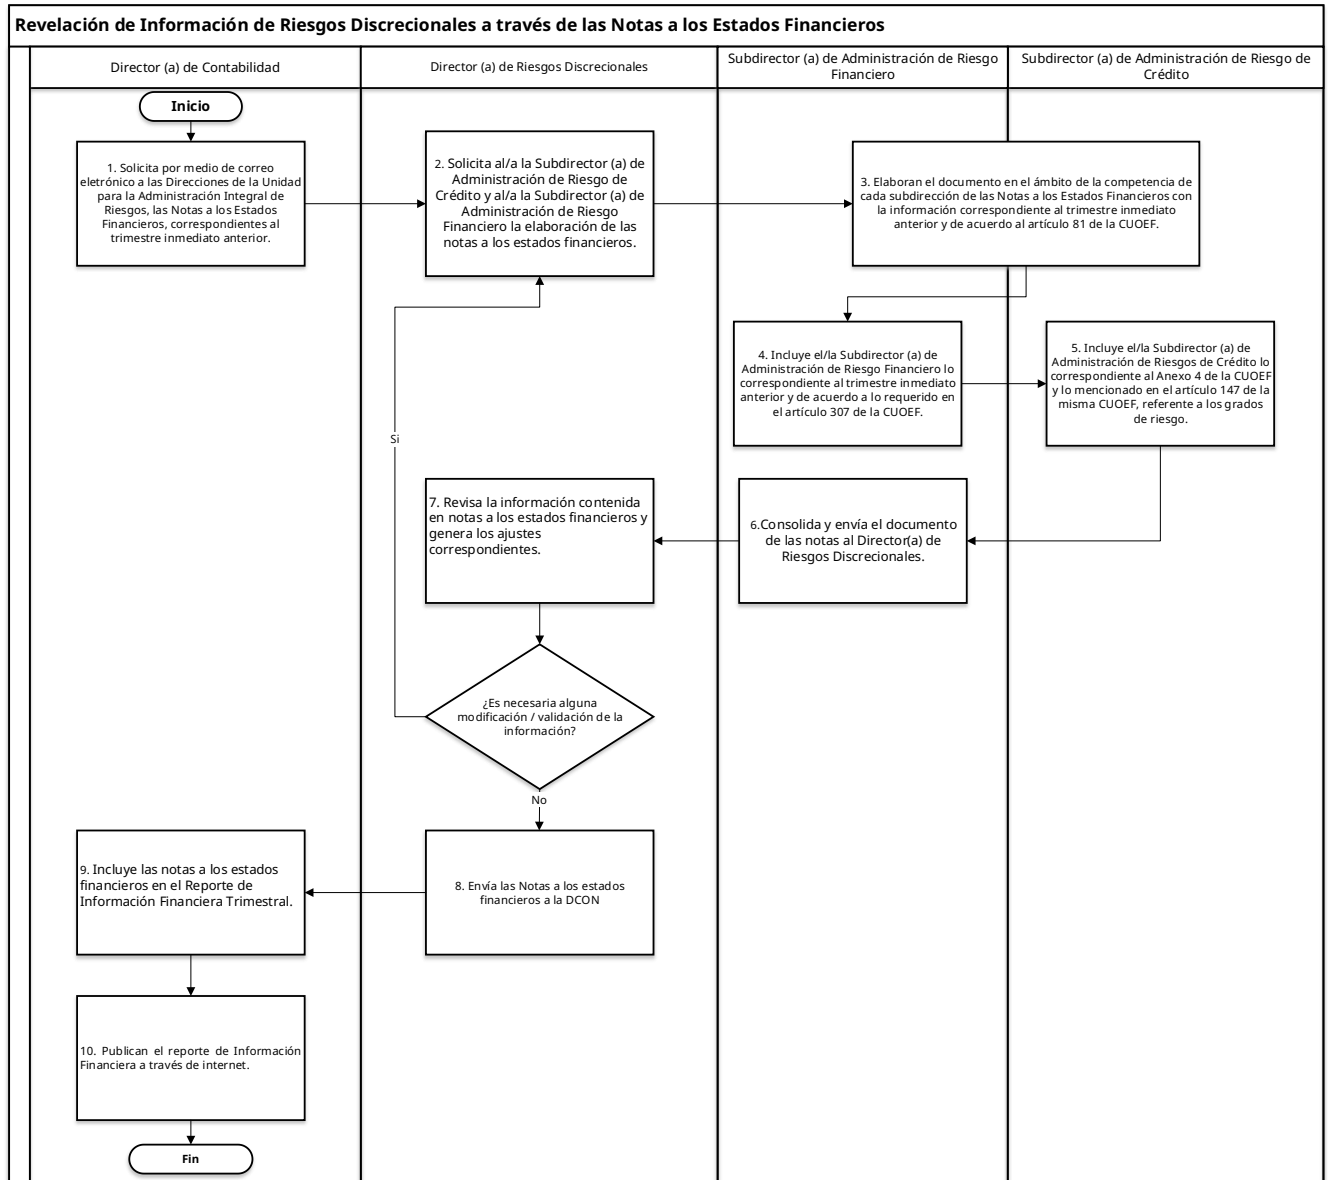 Revelación de Información de Riesgos Discrecionales a través de las Notas a los Estados Financieros
Director (a) de Contabilidad
Director (a) de Riesgos Discrecionales
Subdirector (a) de Administración de Riesgo
Financiero
Subdirector (a) de Administración de Riesgo de
Crédito
Inicio
1. Solicita por medio de correo
eletrónico a las Direcciones de la Unidad
para la Administración Integral de
Riesgos, las Notas a los Estados
Financieros, correspondientes al
trimestre inmediato anterior.
2. Solicita al/a la Subdirector (a) de
Administración de Riesgo de
Crédito y al/a la Subdirector (a) de
Administración de Riesgo
Financiero la elaboración de las
notas a los estados financieros.
3. Elaboran el documento en el ámbito de la competencia de
cada subdirección de las Notas a los Estados Financieros con
la información correspondiente al trimestre inmediato
anterior y de acuerdo al artículo 81 de la CUOEF.
4. Incluye el/la Subdirector (a) de
Administración de Riesgo Financiero lo
correspondiente al trimestre inmediato
anterior y de acuerdo a lo requerido en
el artículo 307 de la CUOEF.
5. Incluye el/la Subdirector (a) de
Administración de Riesgos de Crédito lo
correspondiente al Anexo 4 de la CUOEF
y lo mencionado en el artículo 147 de la
misma CUOEF, referente a los grados
de riesgo.
Si
6.Consolida y envía el documento
de las notas al Director(a) de
Riesgos Discrecionales.
7. Revisa la información contenida
en notas a los estados financieros y
genera los ajustes
correspondientes.
¿Es necesaria alguna
modificación / validación de la
información?
No
8. Envía las Notas a los estados
financieros a la DCON
9. Incluye las notas a los estados
financieros en el Reporte de
Información Financiera Trimestral.
10. Publican el reporte de Información
Financiera a través de internet.
Fin